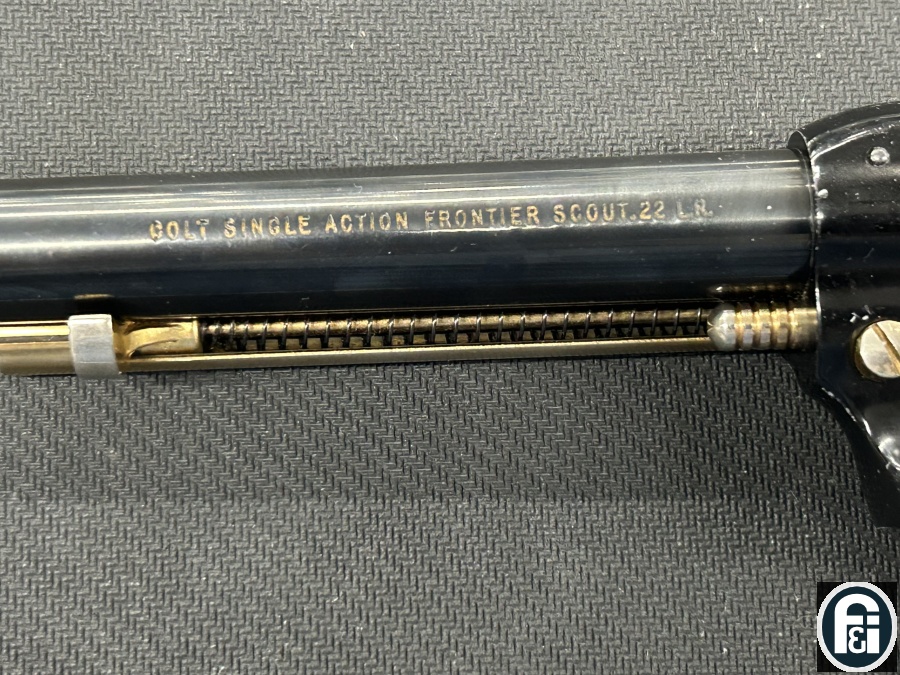 COLT SINGLE ACTION FRONTIER SCOUT.22 L.R.
A&I